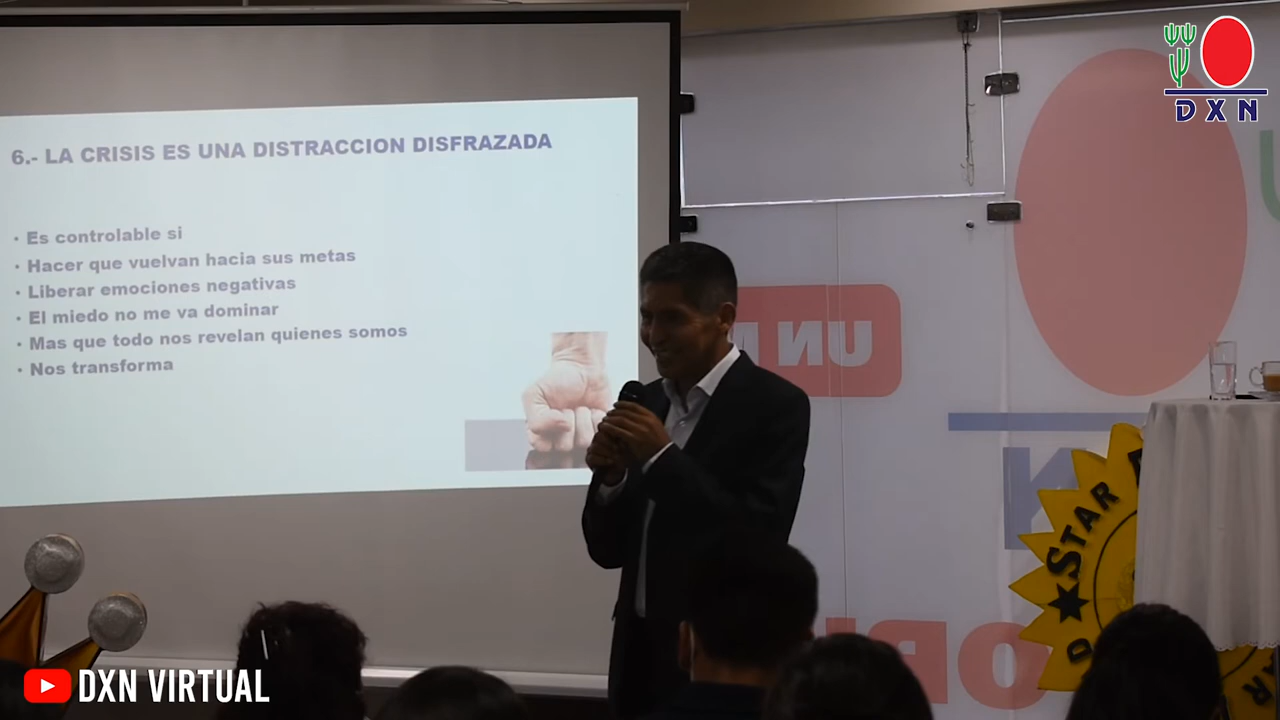 6.- LA CRISIS ES UNA DISTRACCION DISFRAZADA
• Es controlable si
• Hacer que vuelvan hacia sus metas
• Liberar emociones negativas
• El miedo no me va dominar
• Mas que todo nos revelan quienes somos
• Nos transforma
DXN
UN
STAR
DXN VIRTUAL